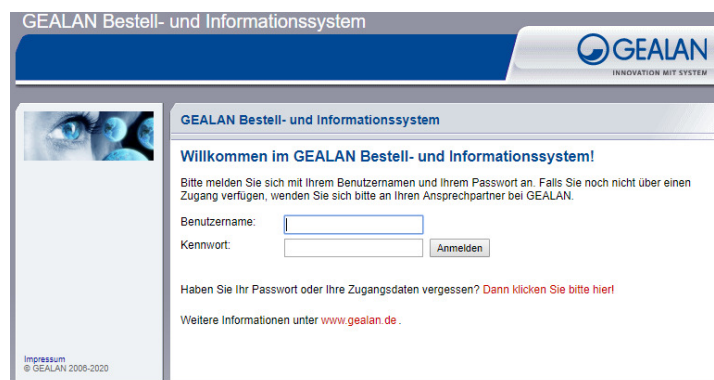 GEALAN Bestell- und Informationssystem
GEALAN
INNOVATION MIT SYSTEM
GEALAN Bestell- und Informationssystem
Willkommen im GEALAN Bestell- und Informationssystem!
Bitte melden Sie sich mit Ihrem Benutzernamen und Ihrem Passwort an. Falls Sie noch nicht über einen
Zugang verfügen, wenden Sie sich bitte an Ihren Ansprechpartner bei GEALAN.
Benutzername:
Kennwort:
Anmelden
Haben Sie Ihr Passwort oder Ihre Zugangsdaten vergessen? Dann klicken Sie bitte hier!
Weitere Informationen unter www.gealan.de .
Impressum
© GEALAN 2006-2020